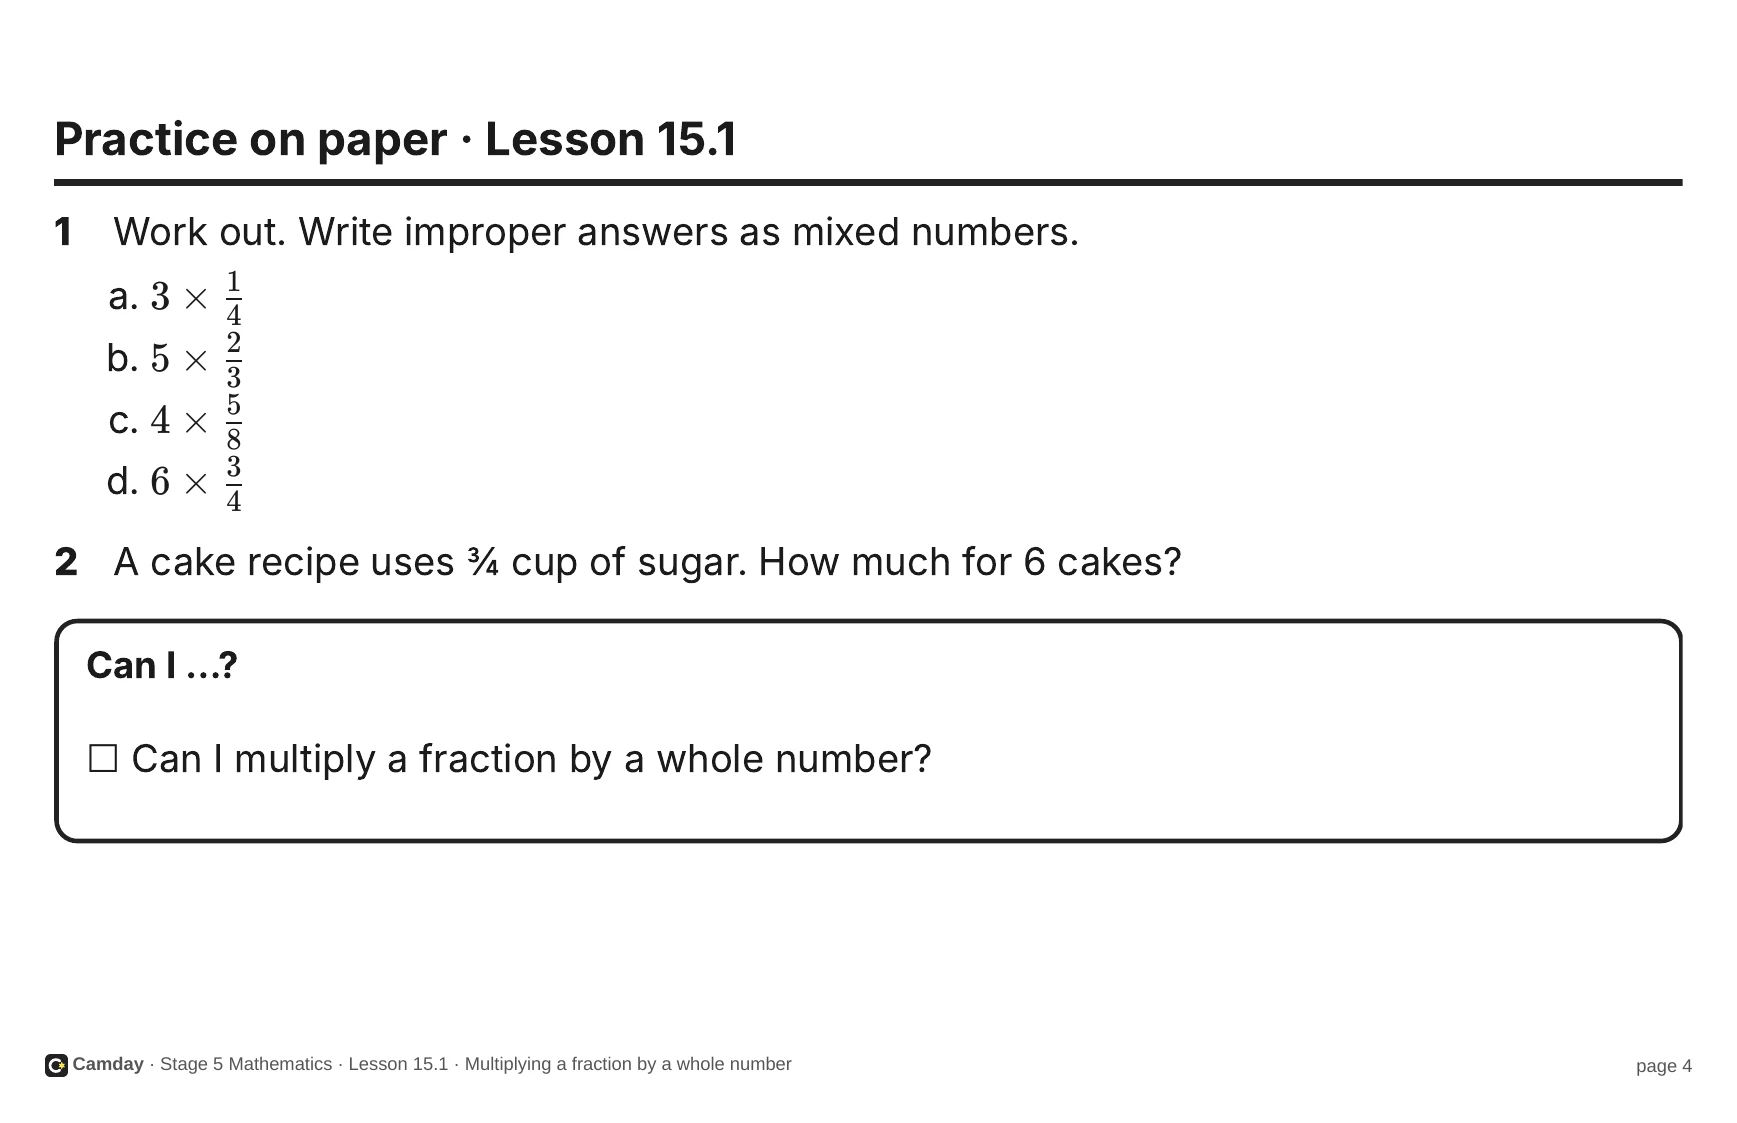 Practice on paper · Lesson 15.1
1 Work out. Write improper answers as mixed numbers.
a. 3 × 1/4
b. 5 × 2/3
c. 4 × 5/8
d. 6 × 3/4
2 A cake recipe uses ¾ cup of sugar. How much for 6 cakes?
Can I …?
☐ Can I multiply a fraction by a whole number?
Camday · Stage 5 Mathematics · Lesson 15.1 · Multiplying a fraction by a whole number
page 4